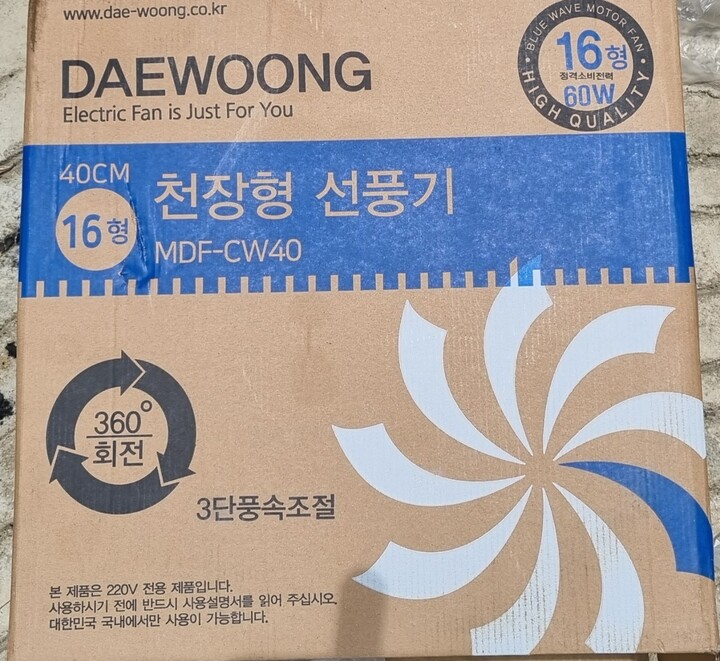 www.dae-woong.co.kr
DAEWOONG
Electric Fan is Just For You
BLUE WAVE MOTOR FAN
16형
정격소비전력
60W
HIGH QUALITY
40CM
16형
천장형 선풍기
MDF-CW40
360°
회전
3단풍속조절
본 제품은 220V 전용 제품입니다.
사용하시기 전에 반드시 사용설명서를 읽어 주십시오.
대한민국 국내에서만 사용이 가능합니다.